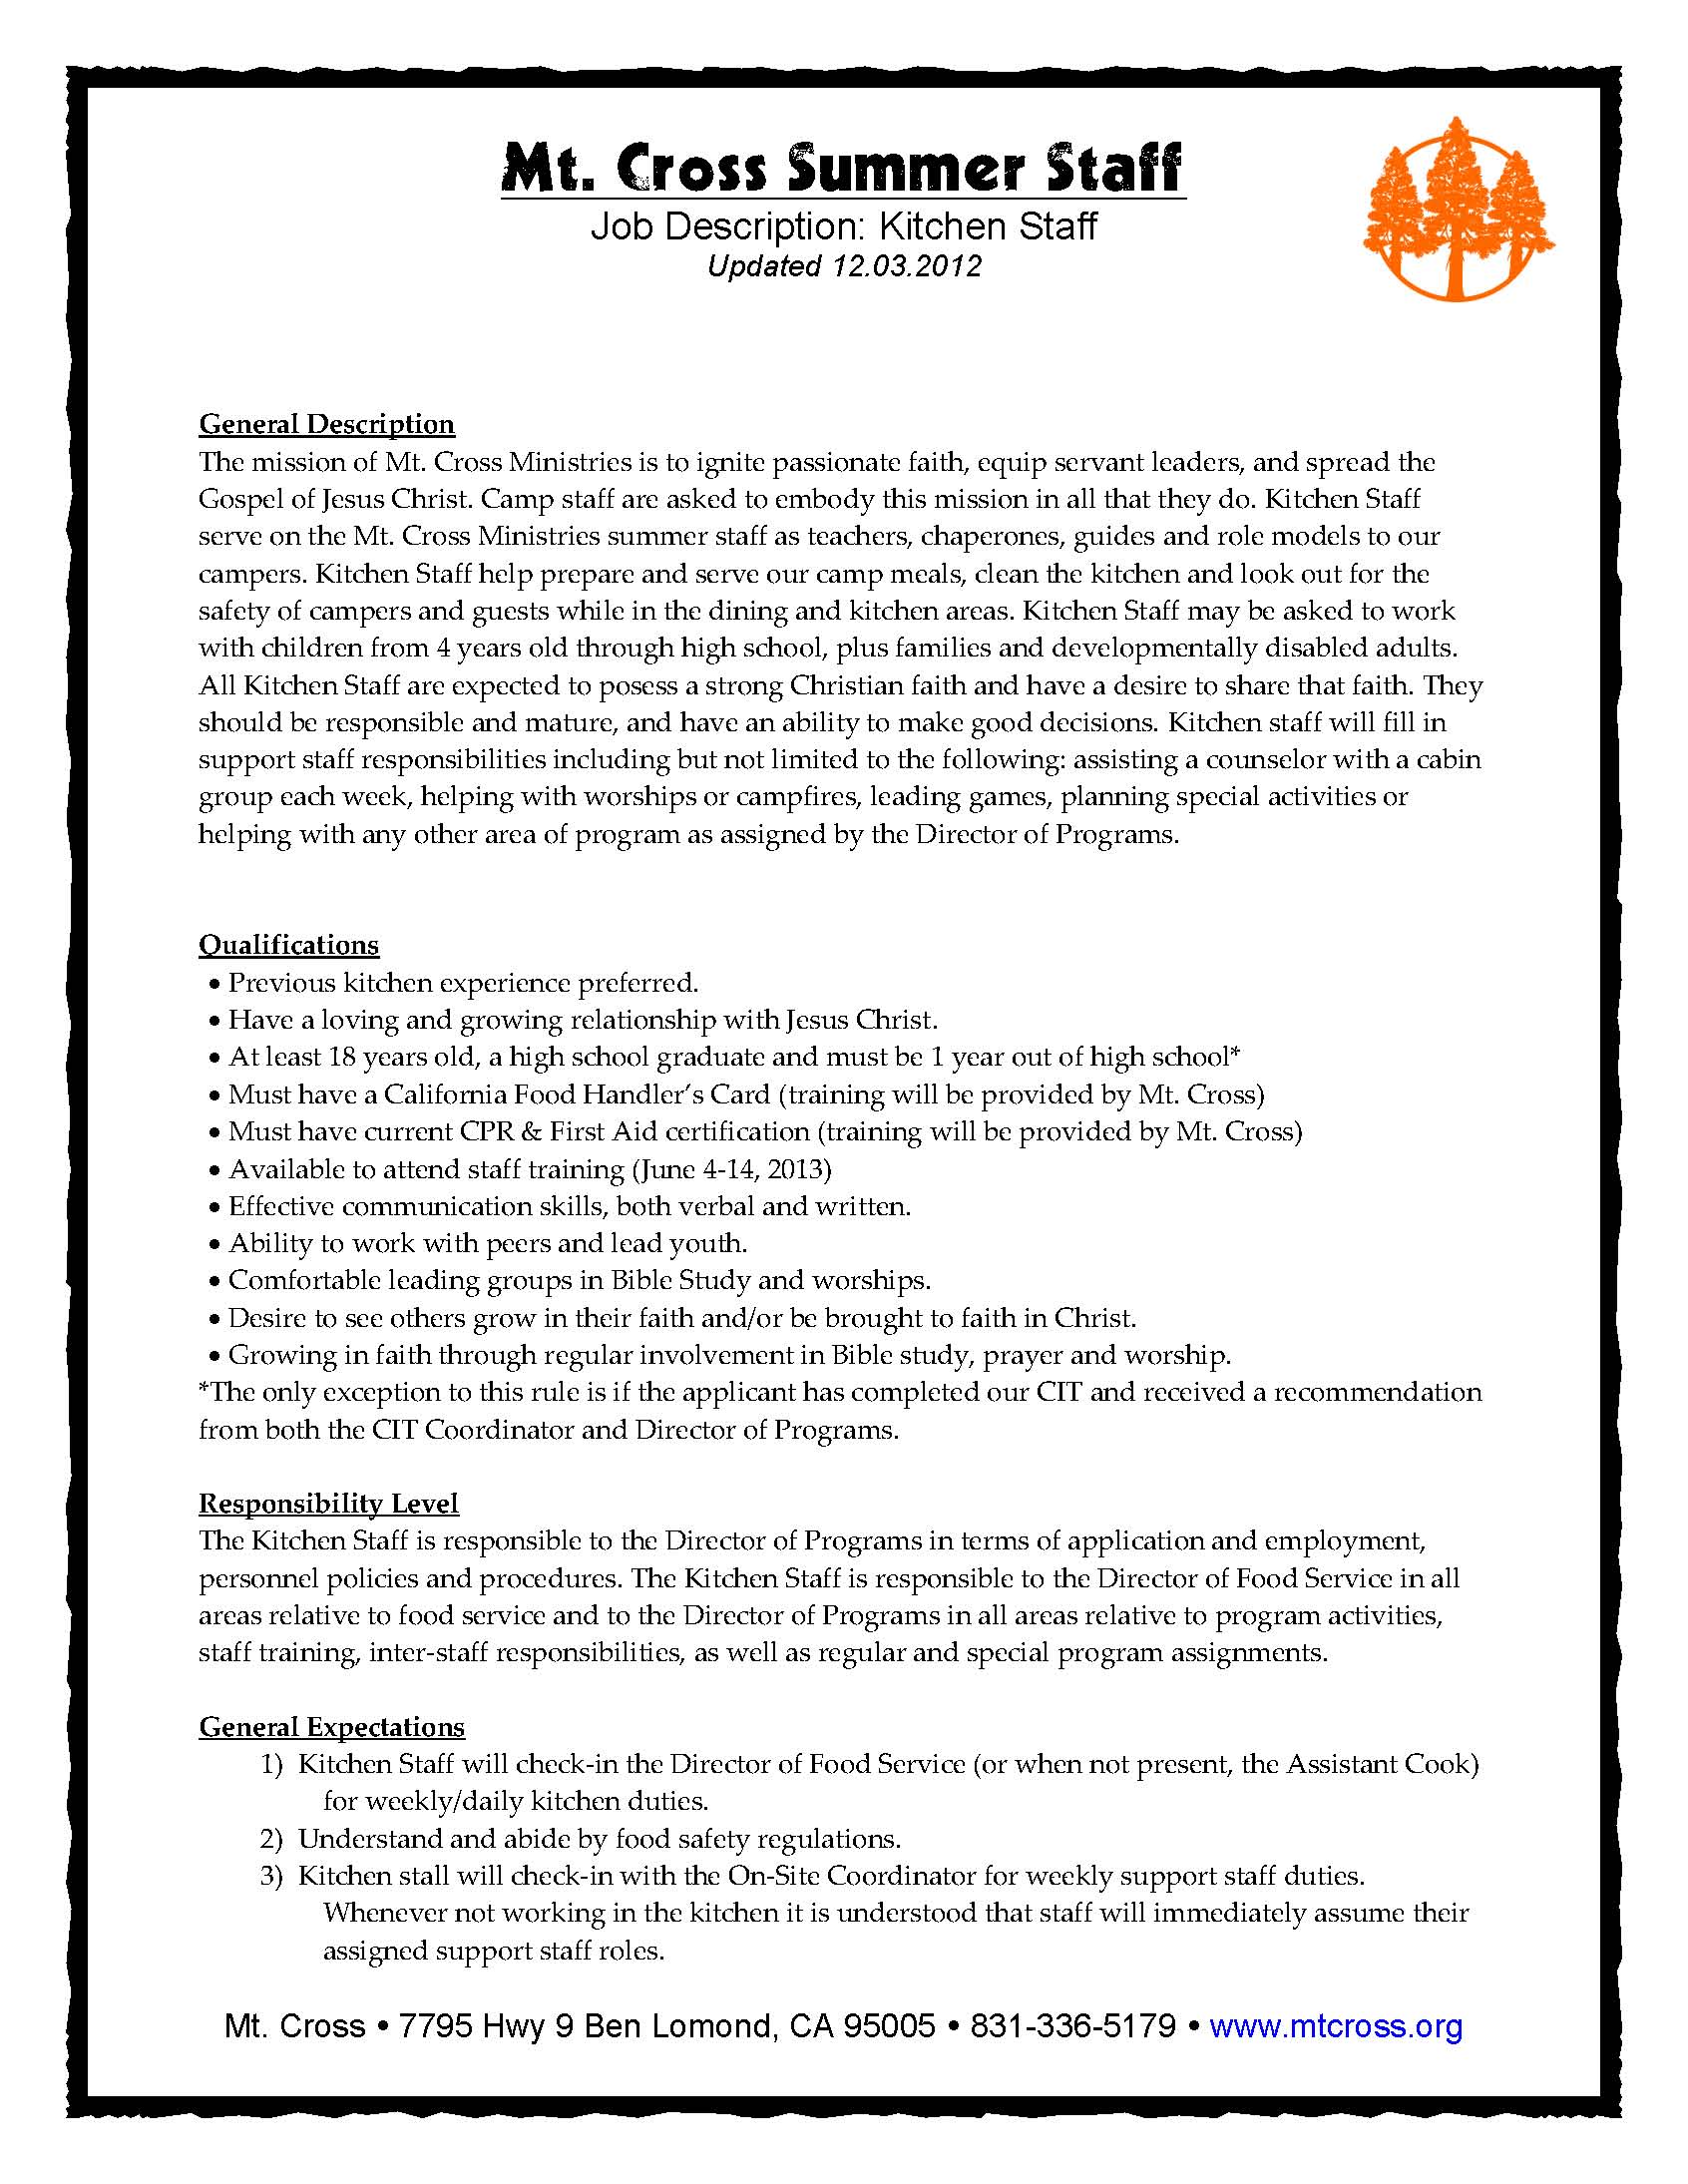 Mt. Cross Summer Staff
Job Description: Kitchen Staff
Updated 12.03.2012
General Description
The mission of Mt. Cross Ministries is to ignite passionate faith, equip servant leaders, and spread the
Gospel of Jesus Christ. Camp staff are asked to embody this mission in all that they do. Kitchen Staff
serve on the Mt. Cross Ministries summer staff as teachers, chaperones, guides and role models to our
campers. Kitchen Staff help prepare and serve our camp meals, clean the kitchen and look out for the
safety of campers and guests while in the dining and kitchen areas. Kitchen Staff may be asked to work
with children from 4 years old through high school, plus families and developmentally disabled adults.
All Kitchen Staff are expected to posess a strong Christian faith and have a desire to share that faith. They
should be responsible and mature, and have an ability to make good decisions. Kitchen staff will fill in
support staff responsibilities including but not limited to the following: assisting a counselor with a cabin
group each week, helping with worships or campfires, leading games, planning special activities or
helping with any other area of program as assigned by the Director of Programs.
Qualifications
• Previous kitchen experience preferred.
• Have a loving and growing relationship with Jesus Christ.
• At least 18 years old, a high school graduate and must be 1 year out of high school*
• Must have a California Food Handler’s Card (training will be provided by Mt. Cross)
• Must have current CPR & First Aid certification (training will be provided by Mt. Cross)
• Available to attend staff training (June 4-14, 2013)
• Effective communication skills, both verbal and written.
• Ability to work with peers and lead youth.
• Comfortable leading groups in Bible Study and worships.
• Desire to see others grow in their faith and/or be brought to faith in Christ.
• Growing in faith through regular involvement in Bible study, prayer and worship.
*The only exception to this rule is if the applicant has completed our CIT and received a recommendation
from both the CIT Coordinator and Director of Programs.
Responsibility Level
The Kitchen Staff is responsible to the Director of Programs in terms of application and employment,
personnel policies and procedures. The Kitchen Staff is responsible to the Director of Food Service in all
areas relative to food service and to the Director of Programs in all areas relative to program activities,
staff training, inter-staff responsibilities, as well as regular and special program assignments.
General Expectations
1) Kitchen Staff will check-in the Director of Food Service (or when not present, the Assistant Cook)
for weekly/daily kitchen duties.
2) Understand and abide by food safety regulations.
3) Kitchen stall will check-in with the On-Site Coordinator for weekly support staff duties.
Whenever not working in the kitchen it is understood that staff will immediately assume their
assigned support staff roles.
Mt. Cross • 7795 Hwy 9 Ben Lomond, CA 95005 • 831-336-5179 • www.mtcross.org